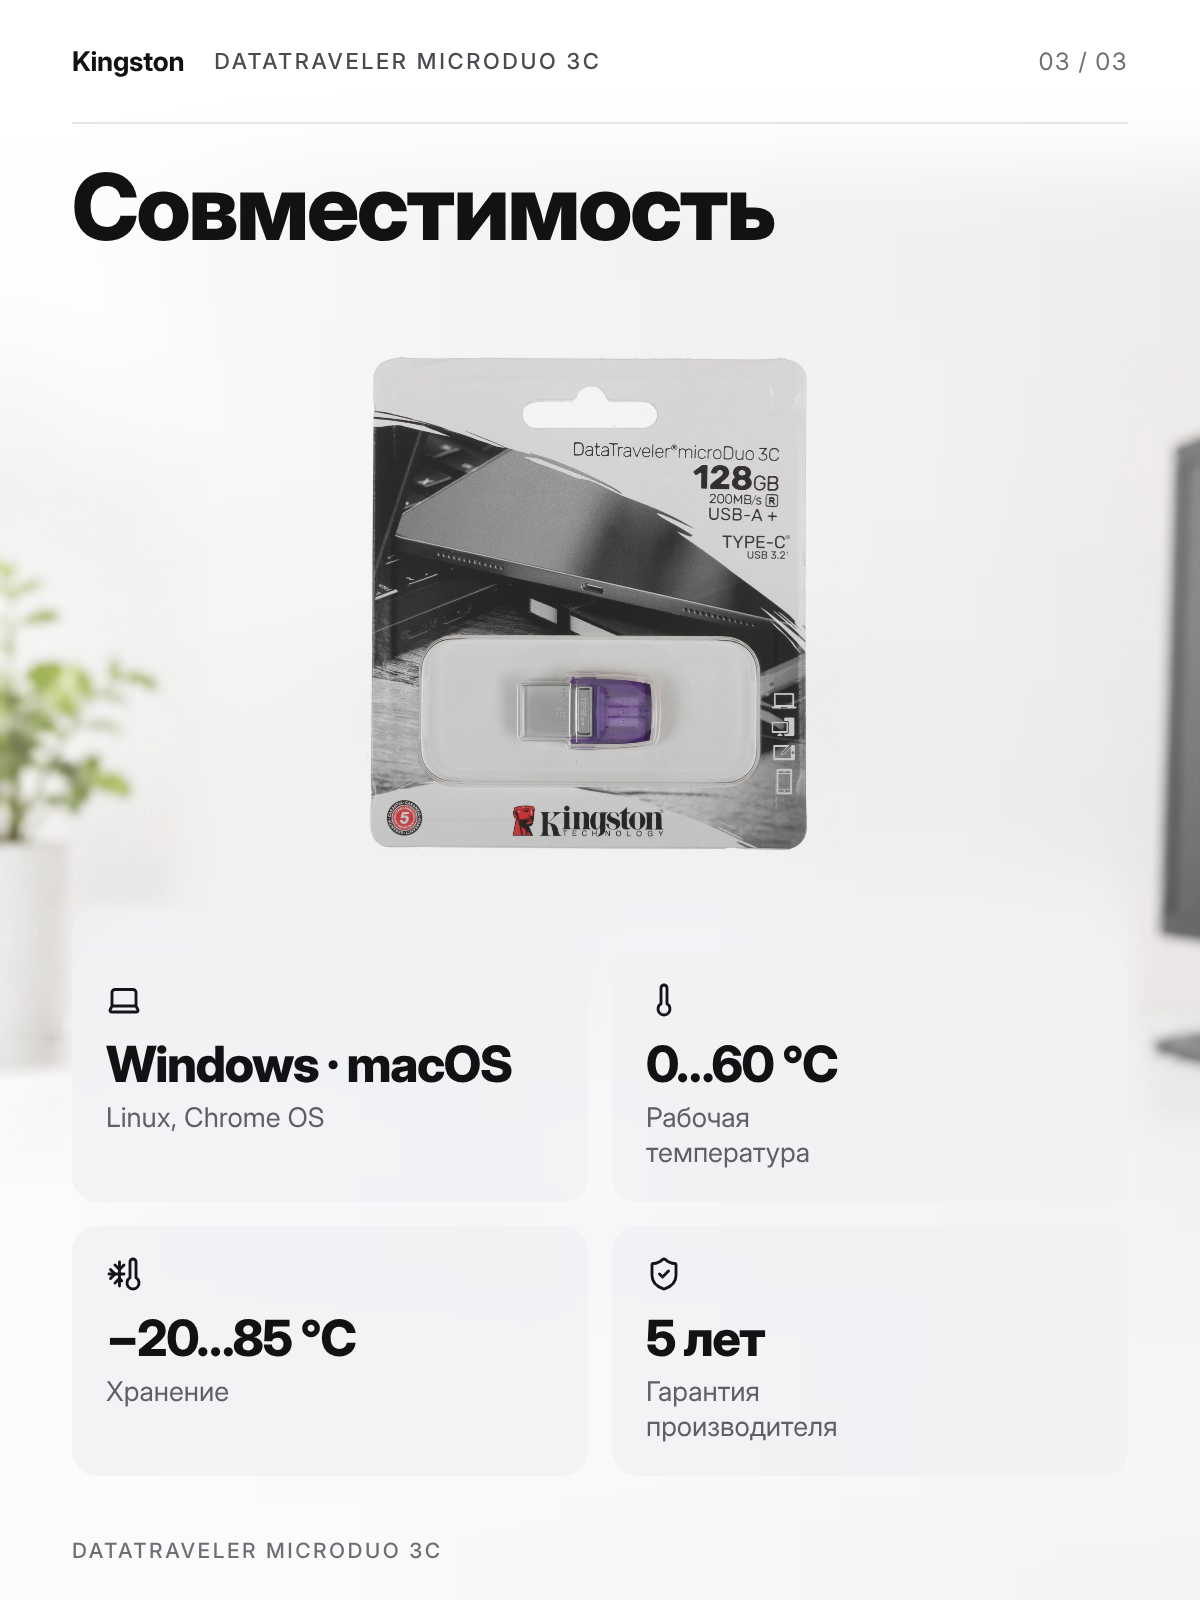 Kingston DATATRAVELER MICRODUO 3C 03 / 03
Совместимость
DataTraveler®microDuo 3C
128GB
200MB/s R
USB-A +
TYPE-C®
USB 3.2
5
Kingston
TECHNOLOGY
Windows · macOS
Linux, Chrome OS
0…60 °C
Рабочая
температура
−20…85 °C
Хранение
5 лет
Гарантия
производителя
DATATRAVELER MICRODUO 3C